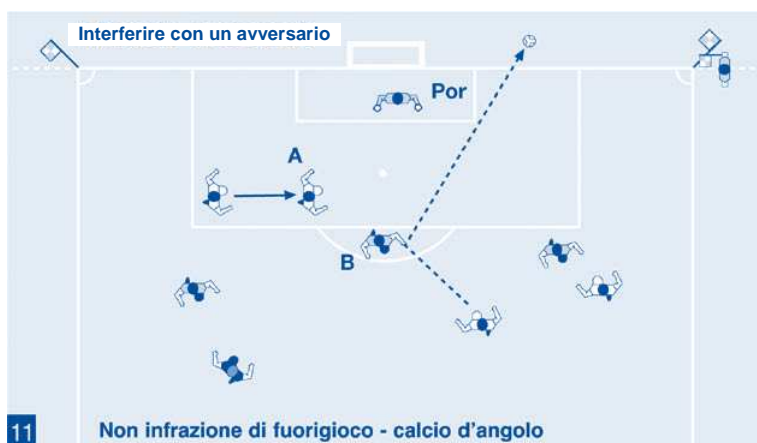 Interferire con un avversario
Por
A
B
11
Non infrazione di fuorigioco - calcio d'angolo